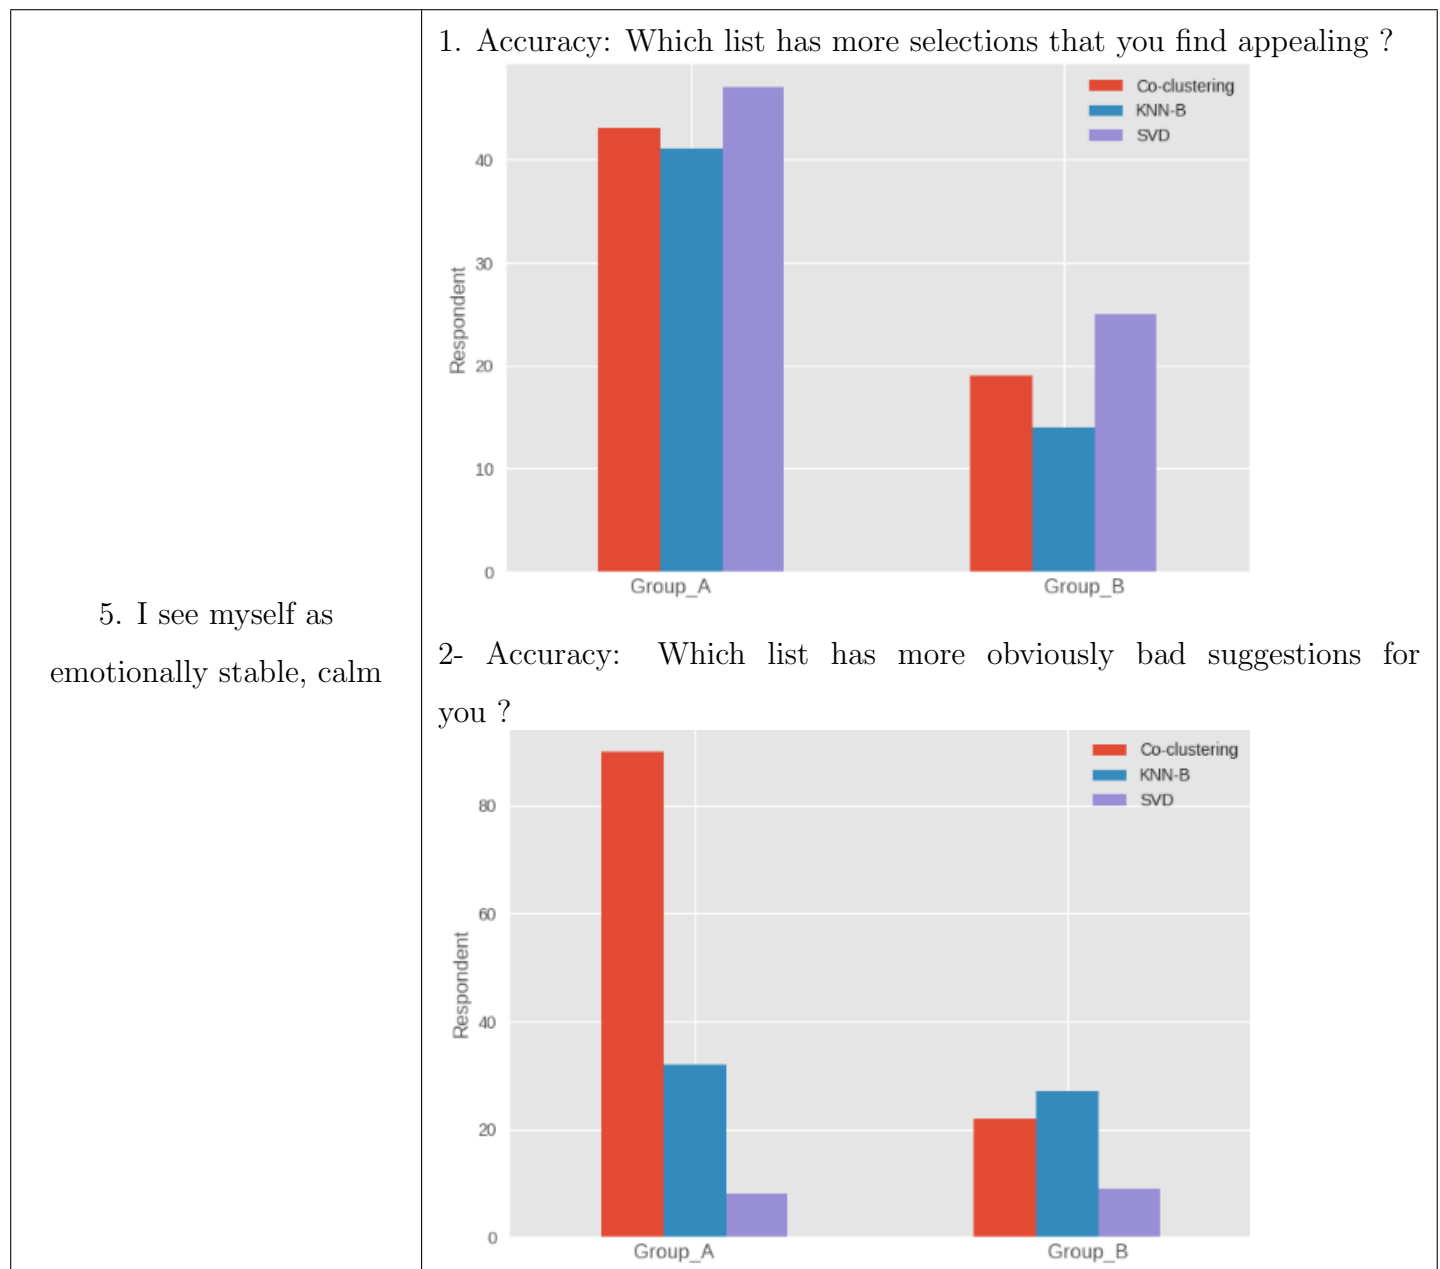 5. I see myself as
emotionally stable, calm
1. Accuracy: Which list has more selections that you find appealing ?
Co-clustering
KNN-B
SVD
Respondent
40
30
20
10
0
Group_A
Group_B
2- Accuracy: Which list has more obviously bad suggestions for
you ?
Co-clustering
KNN-B
SVD
Respondent
80
60
40
20
0
Group_A
Group_B